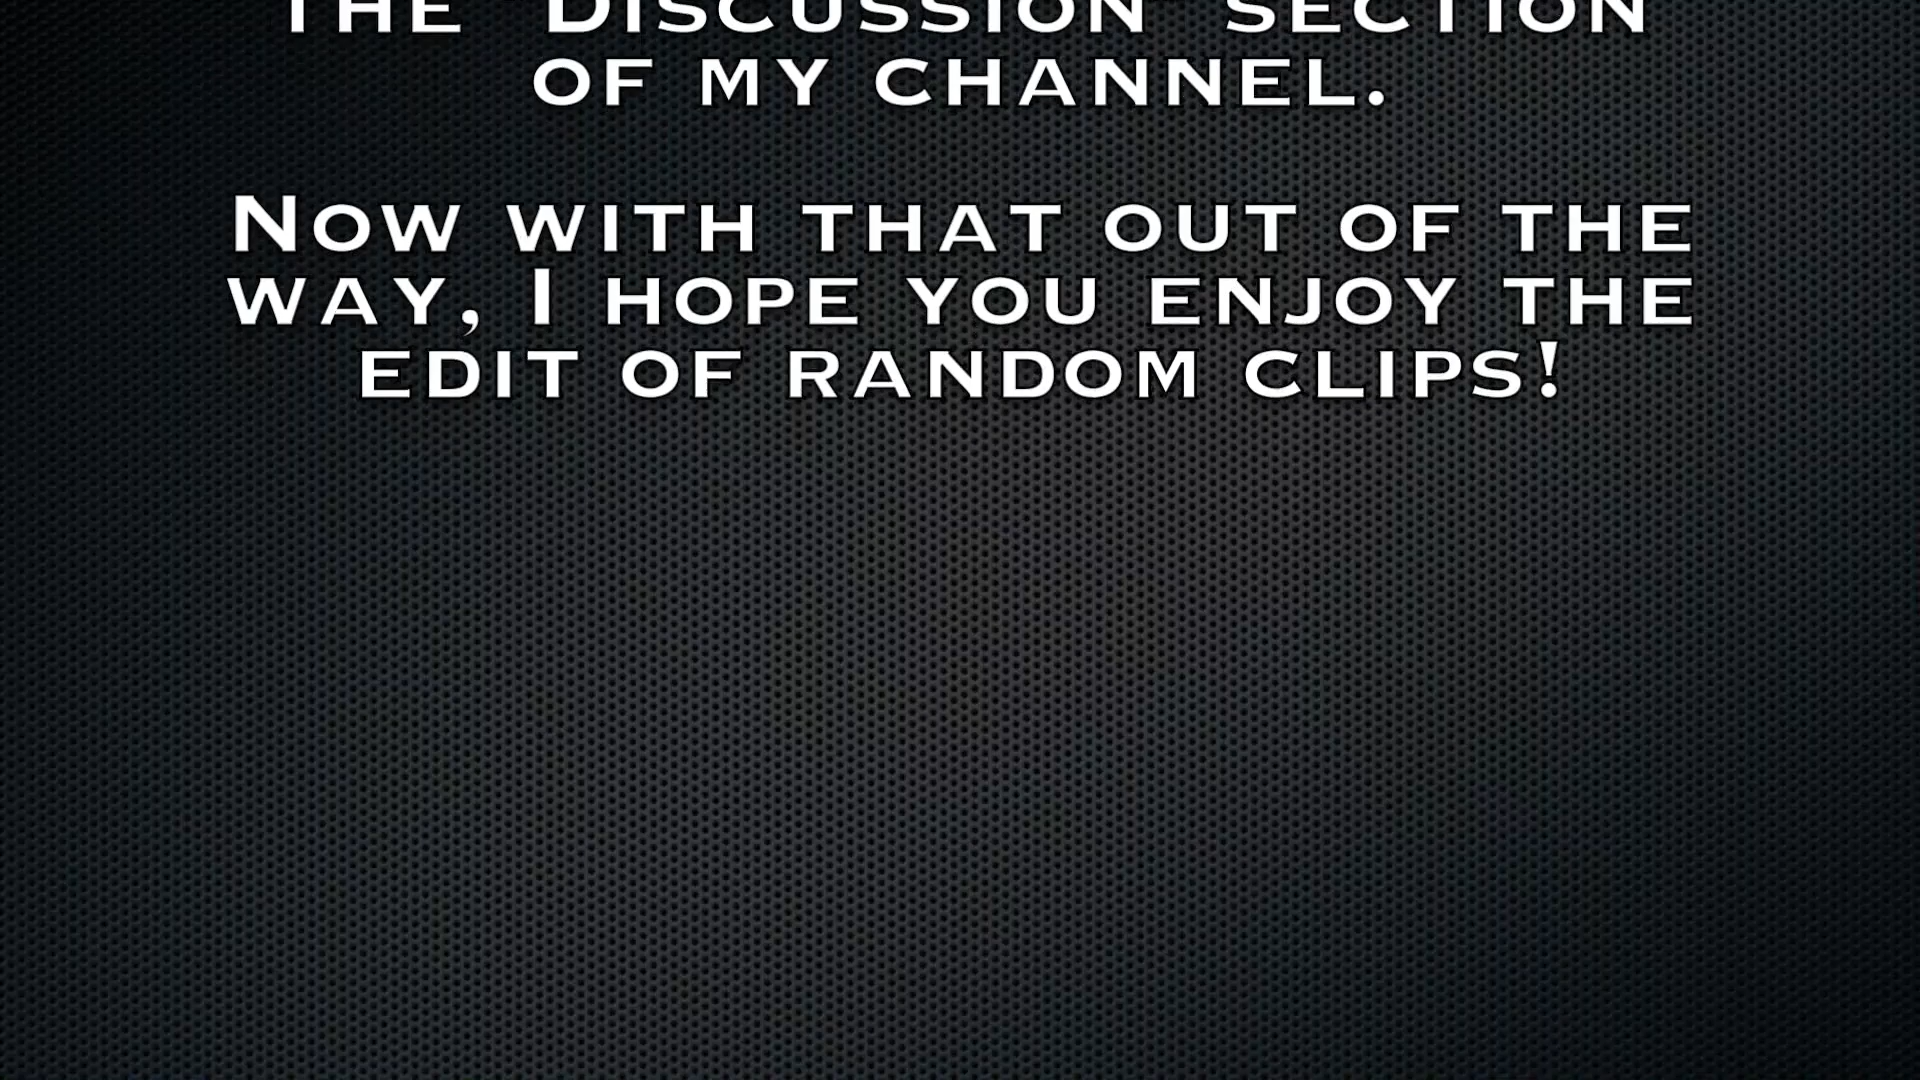 THE "DISCUSSION" SECTION
OF MY CHANNEL.
NOW WITH THAT OUT OF THE
WAY, I HOPE YOU ENJOY THE
EDIT OF RANDOM CLIPS!